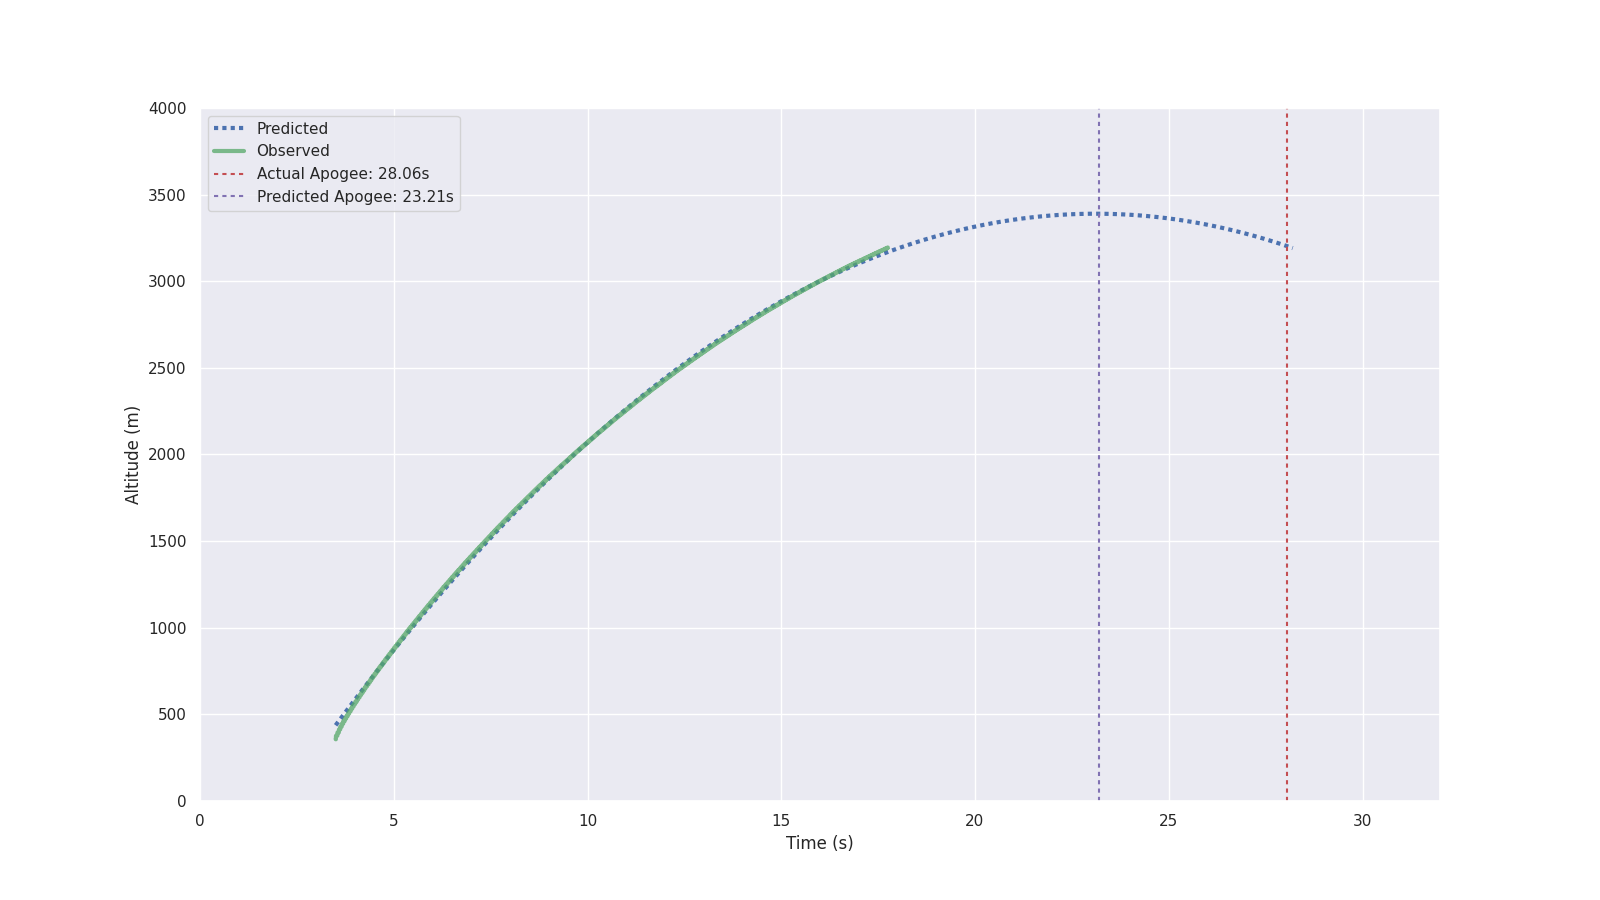 4000
3500
3000
2500
2000
1500
1000
500
0
Predicted
Observed
Actual Apogee: 28.06s
Predicted Apogee: 23.21s
Altitude (m)
0 5 10 15 20 25 30
Time (s)